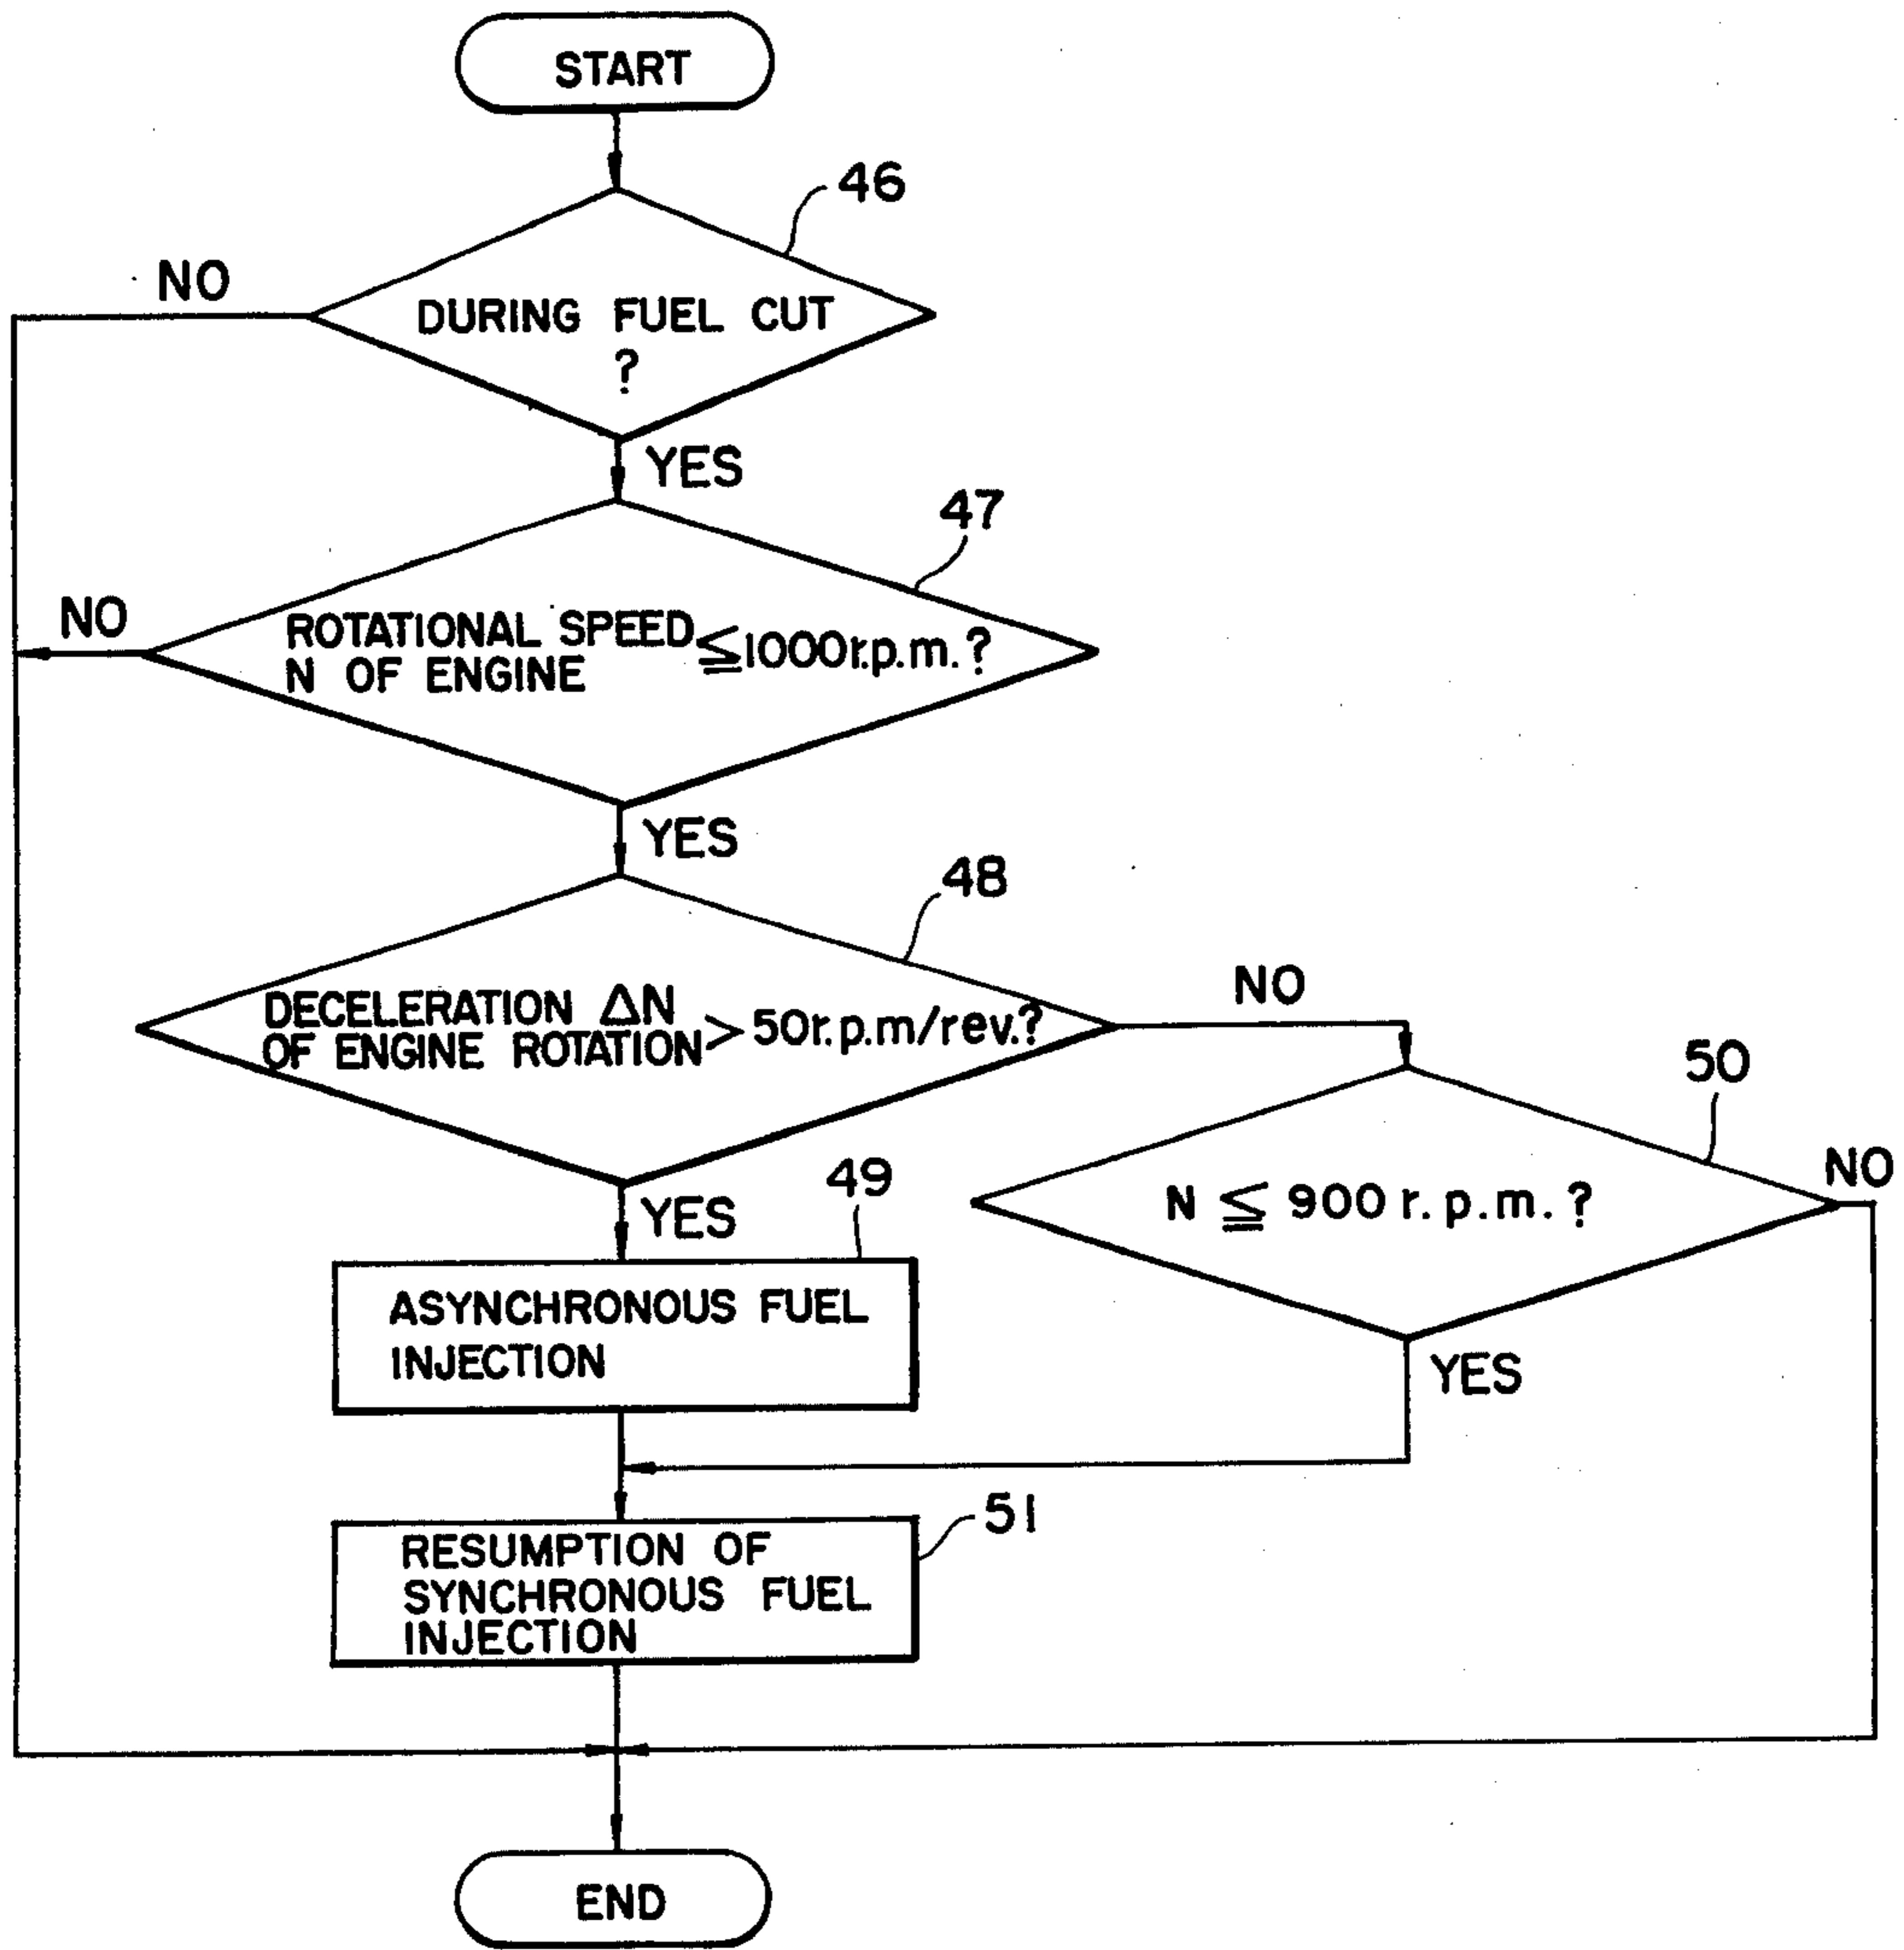 START
46
NO
DURING FUEL CUT
?
YES
47
NO
ROTATIONAL SPEED
N OF ENGINE
≦1000r.p.m.?
YES
48
NO
DECELERATION ΔN
OF ENGINE ROTATION
>50r.p.m/rev.?
50
NO
N ≦ 900 r.p.m.?
YES
49
YES
ASYNCHRONOUS FUEL
INJECTION
51
RESUMPTION OF
SYNCHRONOUS FUEL
INJECTION
END